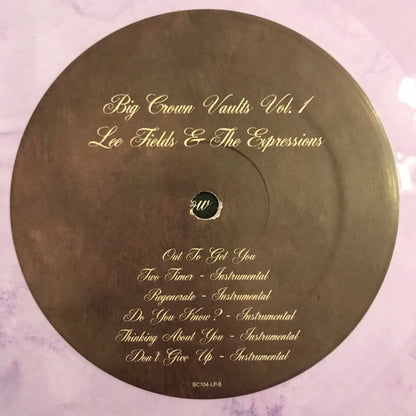 Big Crown Vaults Vol. 1
Lee Fields & The Expressions
ow
Out To Get You
Two Timer - Instrumental
Regenerate - Instrumental
Do You Know? - Instrumental
Thinking About You - Instrumental
Don't Give Up - Instrumental
BC104-LP-B